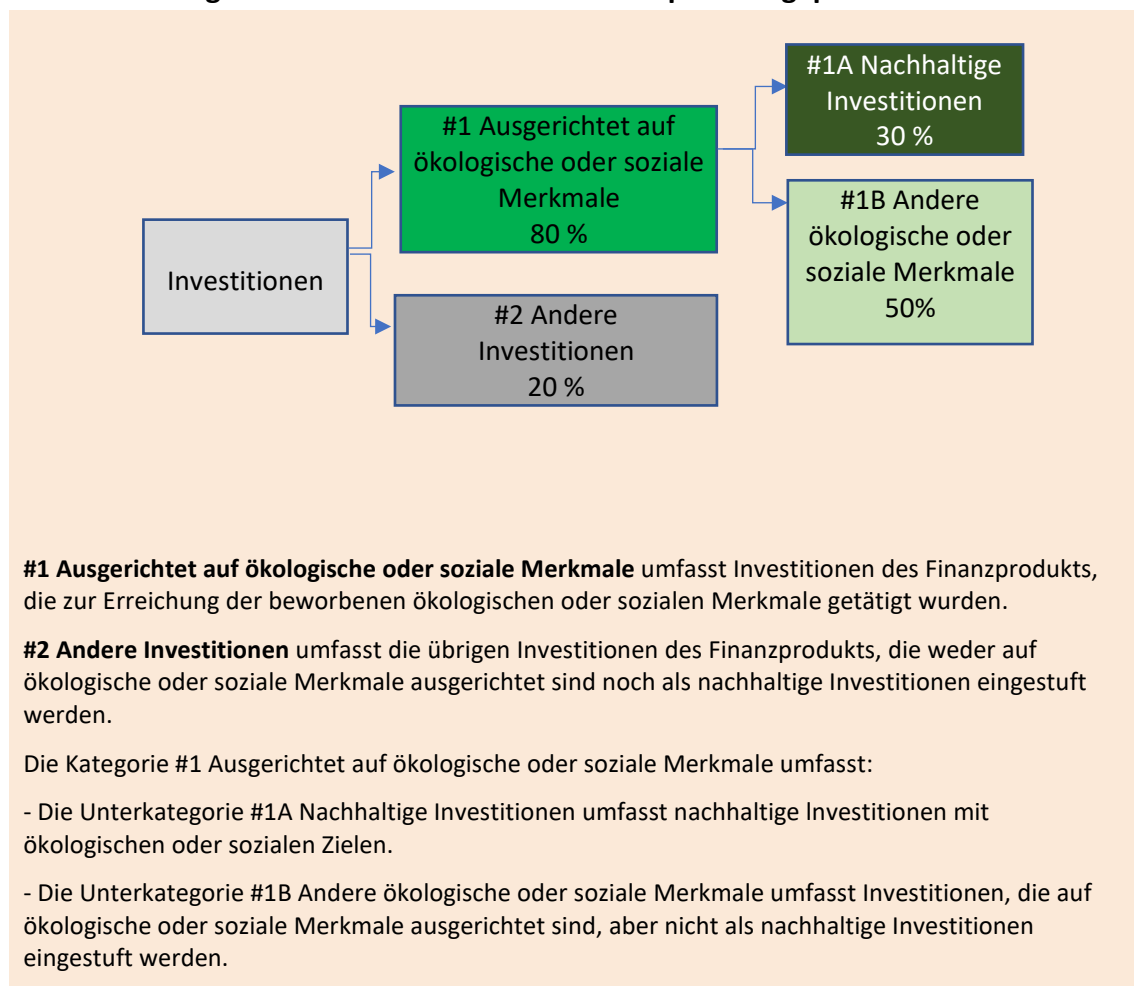 #1A Nachhaltige
Investitionen
30 %
#1 Ausgerichtet auf
ökologische oder soziale
Merkmale
80 %
#1B Andere
ökologische oder
soziale Merkmale
50%
Investitionen
#2 Andere
Investitionen
20 %
#1 Ausgerichtet auf ökologische oder soziale Merkmale umfasst Investitionen des Finanzprodukts,
die zur Erreichung der beworbenen ökologischen oder sozialen Merkmale getätigt wurden.
#2 Andere Investitionen umfasst die übrigen Investitionen des Finanzprodukts, die weder auf
ökologische oder soziale Merkmale ausgerichtet sind noch als nachhaltige Investitionen eingestuft
werden.
Die Kategorie #1 Ausgerichtet auf ökologische oder soziale Merkmale umfasst:
- Die Unterkategorie #1A Nachhaltige Investitionen umfasst nachhaltige Investitionen mit
ökologischen oder sozialen Zielen.
- Die Unterkategorie #1B Andere ökologische oder soziale Merkmale umfasst Investitionen, die auf
ökologische oder soziale Merkmale ausgerichtet sind, aber nicht als nachhaltige Investitionen
eingestuft werden.